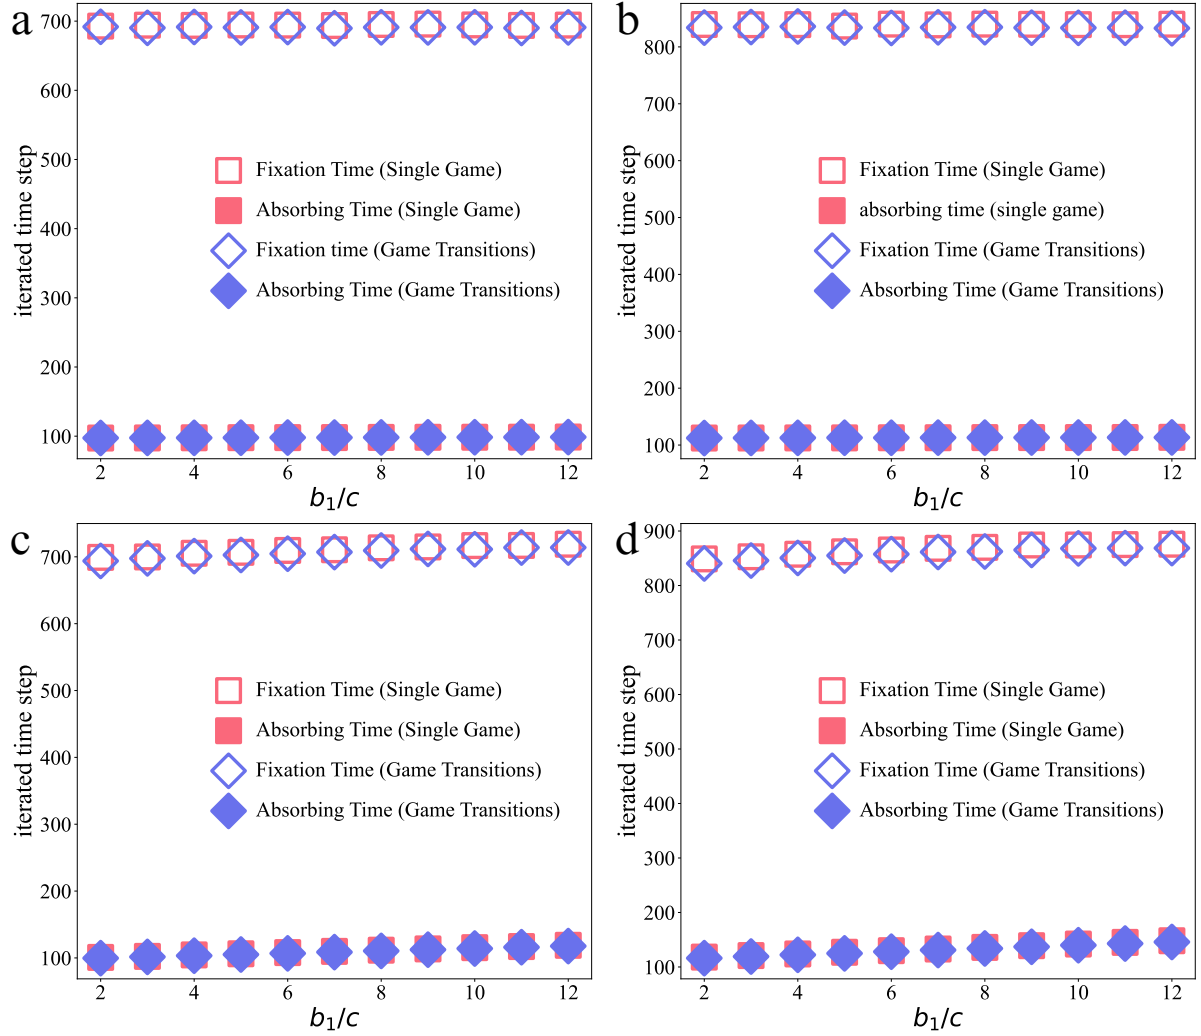 a
700
600
500
400
300
200
100
iterated time step
Fixation Time (Single Game)
Absorbing Time (Single Game)
Fixation time (Game Transitions)
Absorbing Time (Game Transitions)
2 4 6 8 10 12
b₁/c
b
800
700
600
500
400
300
200
100
iterated time step
Fixation Time (Single Game)
absorbing time (single game)
Fixation Time (Game Transitions)
Absorbing Time (Game Transitions)
2 4 6 8 10 12
b₁/c
c
700
600
500
400
300
200
100
iterated time step
Fixation Time (Single Game)
Absorbing Time (Single Game)
Fixation Time (Game Transitions)
Absorbing Time (Game Transitions)
2 4 6 8 10 12
b₁/c
d
900
800
700
600
500
400
300
200
100
iterated time step
Fixation Time (Single Game)
Absorbing Time (Single Game)
Fixation Time (Game Transitions)
Absorbing Time (Game Transitions)
2 4 6 8 10 12
b₁/c